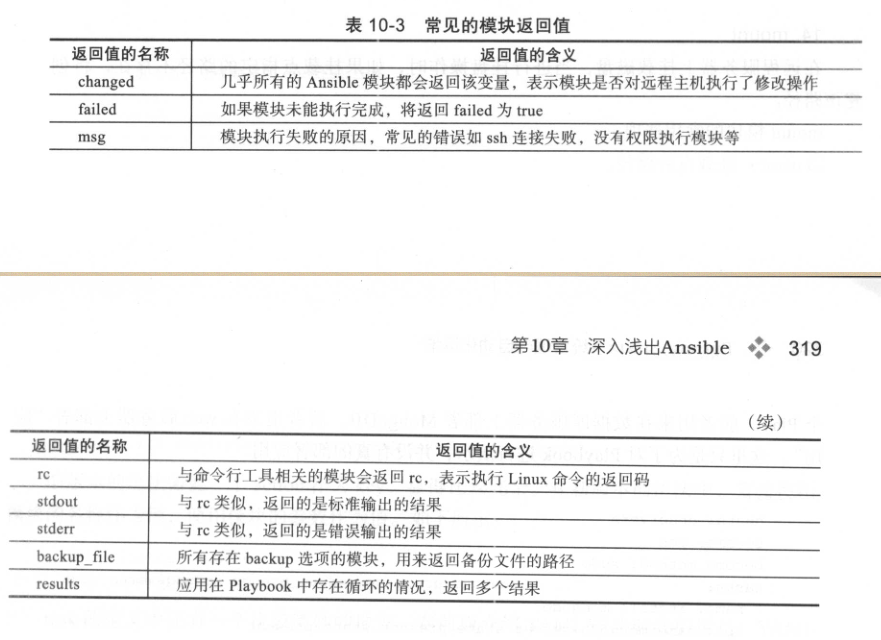 表 10-3 常见的模块返回值
返回值的名称 返回值的含义
changed 几乎所有的 Ansible 模块都会返回该变量，表示模块是否对远程主机执行了修改操作
failed 如果模块未能执行完成，将返回 failed 为 true
msg 模块执行失败的原因，常见的错误如 ssh 连接失败，没有权限执行模块等
第10章 深入浅出Ansible 319
（续）
返回值的名称 返回值的含义
rc 与命令行工具相关的模块会返回 rc，表示执行 Linux 命令的返回码
stdout 与 rc 类似，返回的是标准输出的结果
stderr 与 rc 类似，返回的是错误输出的结果
backup_file 所有存在 backup 选项的模块，用来返回备份文件的路径
results 应用在 Playbook 中存在循环的情况，返回多个结果